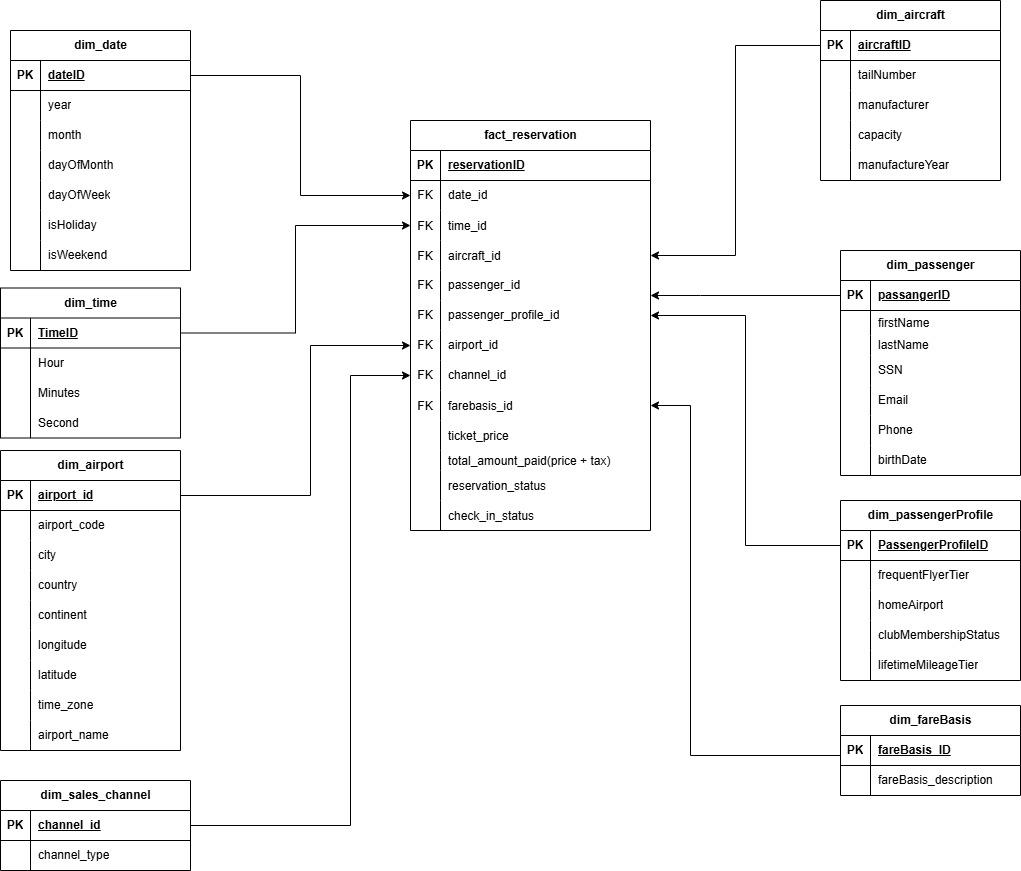 dim_date
PK dateID
year
month
dayOfMonth
dayOfWeek
isHoliday
isWeekend
dim_time
PK TimeID
Hour
Minutes
Second
dim_airport
PK airport_id
airport_code
city
country
continent
longitude
latitude
time_zone
airport_name
dim_sales_channel
PK channel_id
channel_type
fact_reservation
PK reservationID
FK date_id
FK time_id
FK aircraft_id
FK passenger_id
FK passenger_profile_id
FK airport_id
FK channel_id
FK farebasis_id
ticket_price
total_amount_paid(price + tax)
reservation_status
check_in_status
dim_aircraft
PK aircraftID
tailNumber
manufacturer
capacity
manufactureYear
dim_passenger
PK passangerID
firstName
lastName
SSN
Email
Phone
birthDate
dim_passengerProfile
PK PassengerProfileID
frequentFlyerTier
homeAirport
clubMembershipStatus
lifetimeMileageTier
dim_fareBasis
PK fareBasis_ID
fareBasis_description